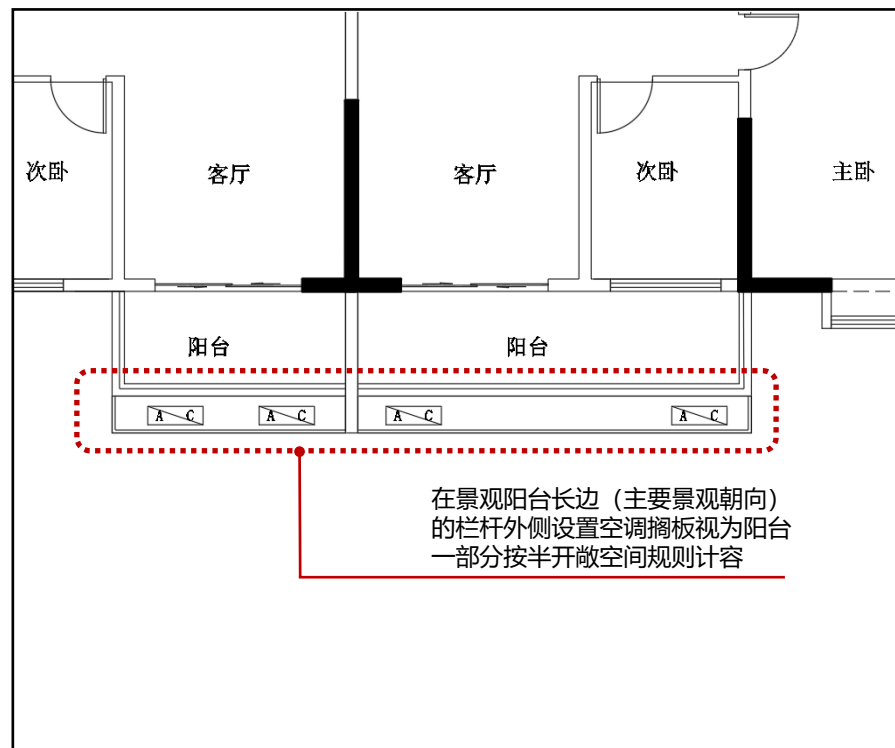 次卧
客厅
客厅
次卧
主卧
阳台
阳台
A C
A C
A C
A C
在景观阳台长边（主要景观朝向）
的栏杆外侧设置空调搁板视为阳台
一部分按半开敞空间规则计容